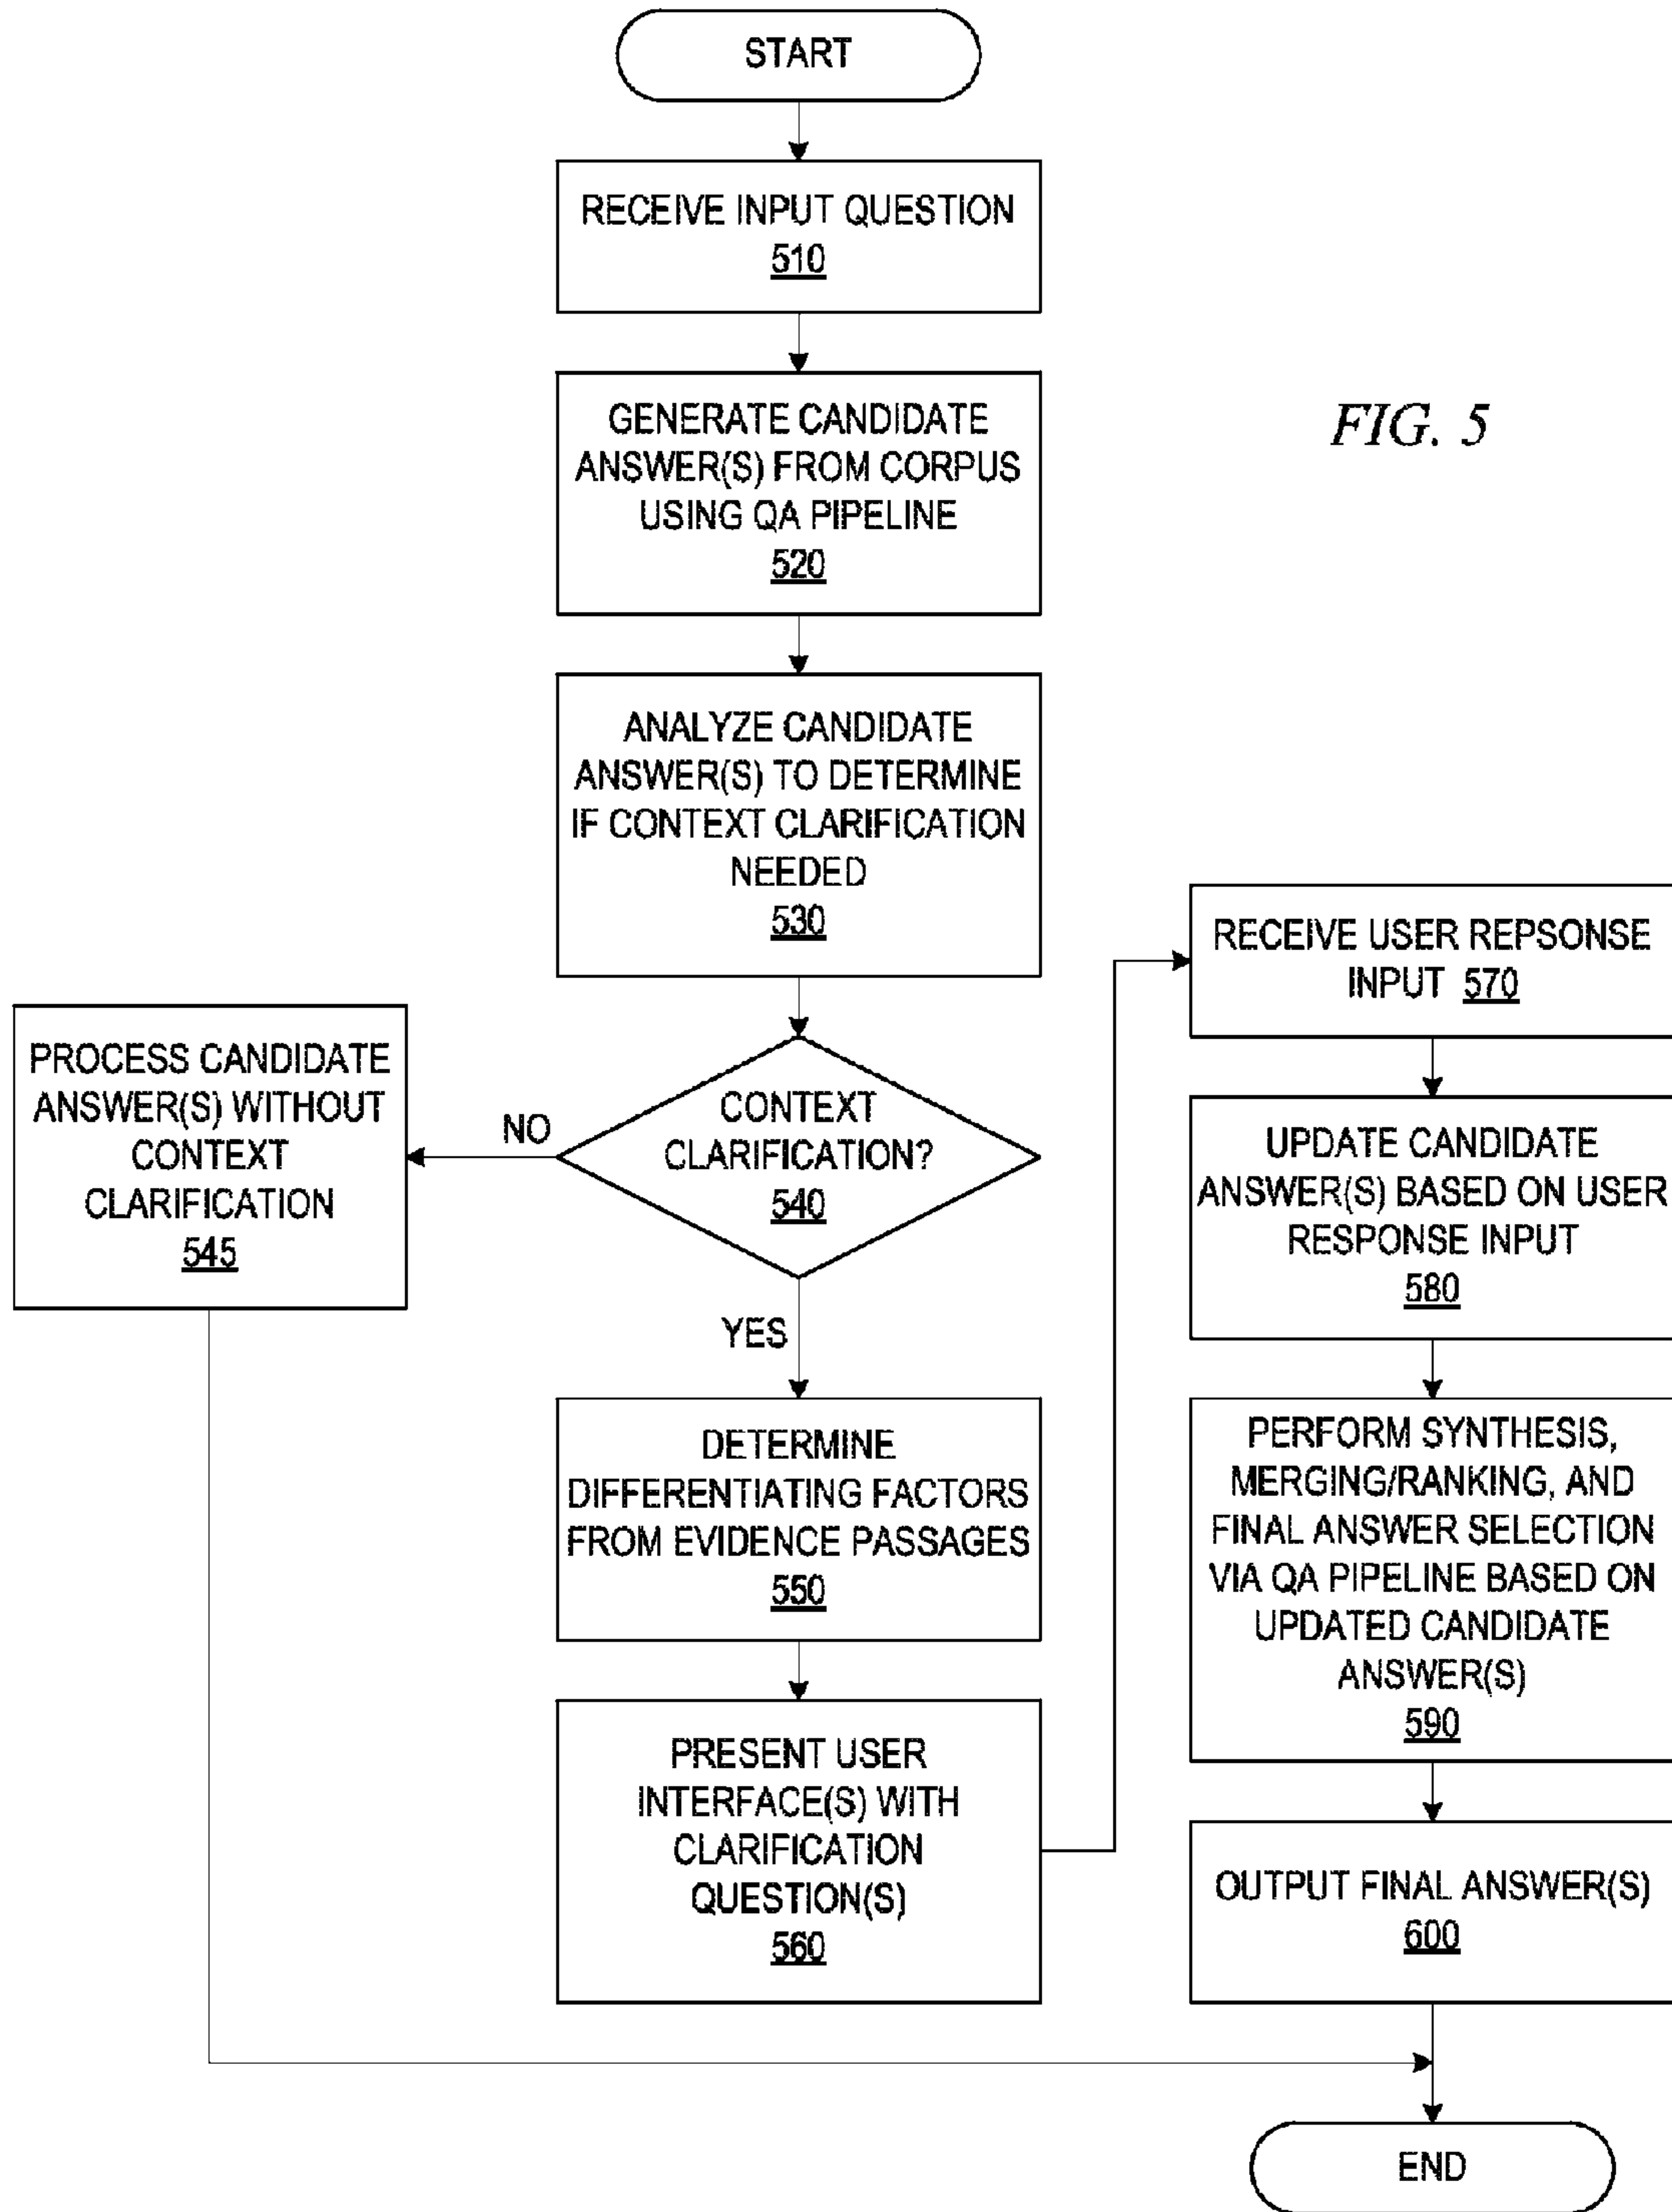 START
RECEIVE INPUT QUESTION
510
GENERATE CANDIDATE
ANSWER(S) FROM CORPUS
USING QA PIPELINE
520
FIG. 5
ANALYZE CANDIDATE
ANSWER(S) TO DETERMINE
IF CONTEXT CLARIFICATION
NEEDED
530
CONTEXT
CLARIFICATION?
540
NO
PROCESS CANDIDATE
ANSWER(S) WITHOUT
CONTEXT
CLARIFICATION
545
YES
DETERMINE
DIFFERENTIATING FACTORS
FROM EVIDENCE PASSAGES
550
PRESENT USER
INTERFACE(S) WITH
CLARIFICATION
QUESTION(S)
560
RECEIVE USER REPSONSE
INPUT 570
UPDATE CANDIDATE
ANSWER(S) BASED ON USER
RESPONSE INPUT
580
PERFORM SYNTHESIS,
MERGING/RANKING, AND
FINAL ANSWER SELECTION
VIA QA PIPELINE BASED ON
UPDATED CANDIDATE
ANSWER(S)
590
OUTPUT FINAL ANSWER(S)
600
END